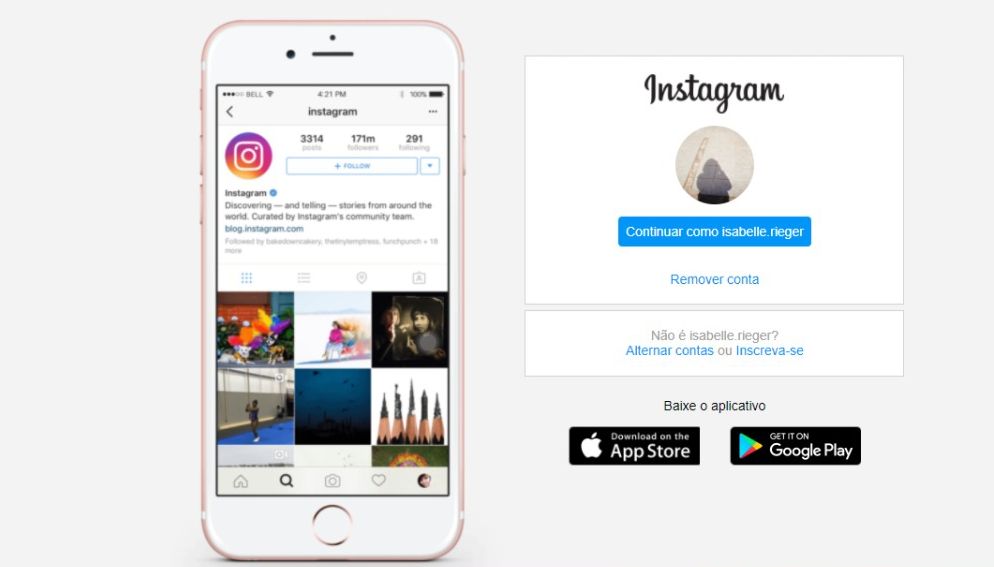 BELL 4:21 PM 100%
instagram
3314 171m 291
posts followers following
+ FOLLOW
Instagram
Discovering — and telling — stories from around the
world. Curated by Instagram's community team.
blog.instagram.com
Followed by bakedowncakery, thetinytemptress, funchpunch + 18
more
Instagram
Continuar como isabelle.rieger
Remover conta
Não é isabelle.rieger?
Alternar contas ou Inscreva-se
Baixe o aplicativo
Download on the
App Store
GET IT ON
Google Play